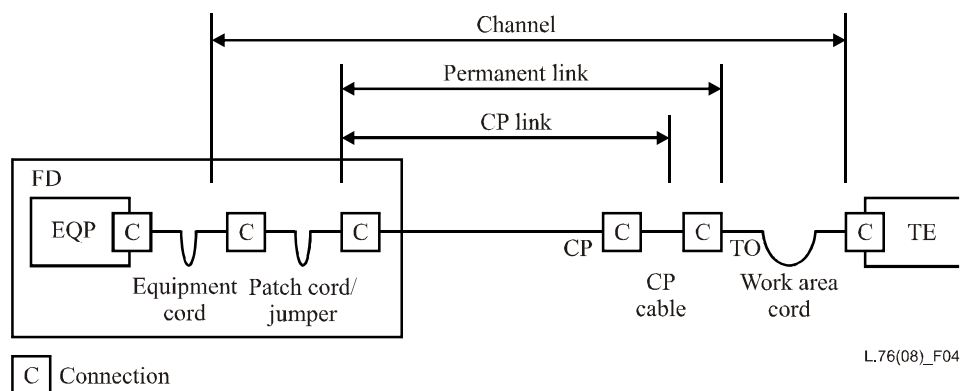 Channel
Permanent link
CP link
FD
EQP
C
C
C
CP
C
C
TO
C
TE
Equipment
cord
Patch cord/
jumper
CP
cable
Work area
cord
L.76(08)_F04
C Connection